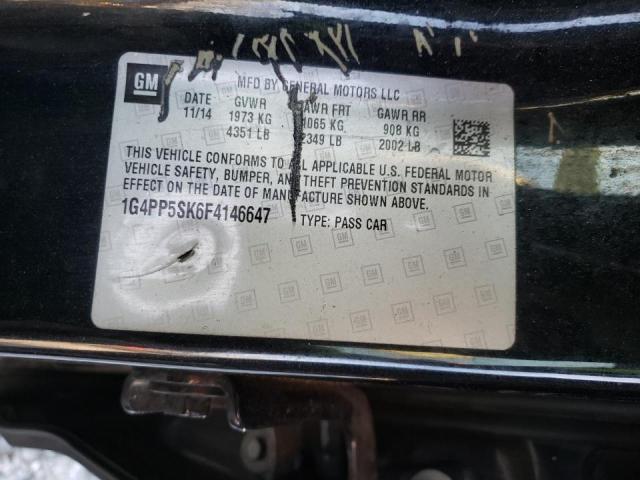 GM MFD BY GENERAL MOTORS LLC
DATE GVWR GAWR FRT GAWR RR
11/14 1973 KG 1065 KG 908 KG
4351 LB 2349 LB 2002 LB
THIS VEHICLE CONFORMS TO ALL APPLICABLE U.S. FEDERAL MOTOR
VEHICLE SAFETY, BUMPER, AND THEFT PREVENTION STANDARDS IN
EFFECT ON THE DATE OF MANUFACTURE SHOWN ABOVE.
1G4PP5SK6F4146647 TYPE: PASS CAR